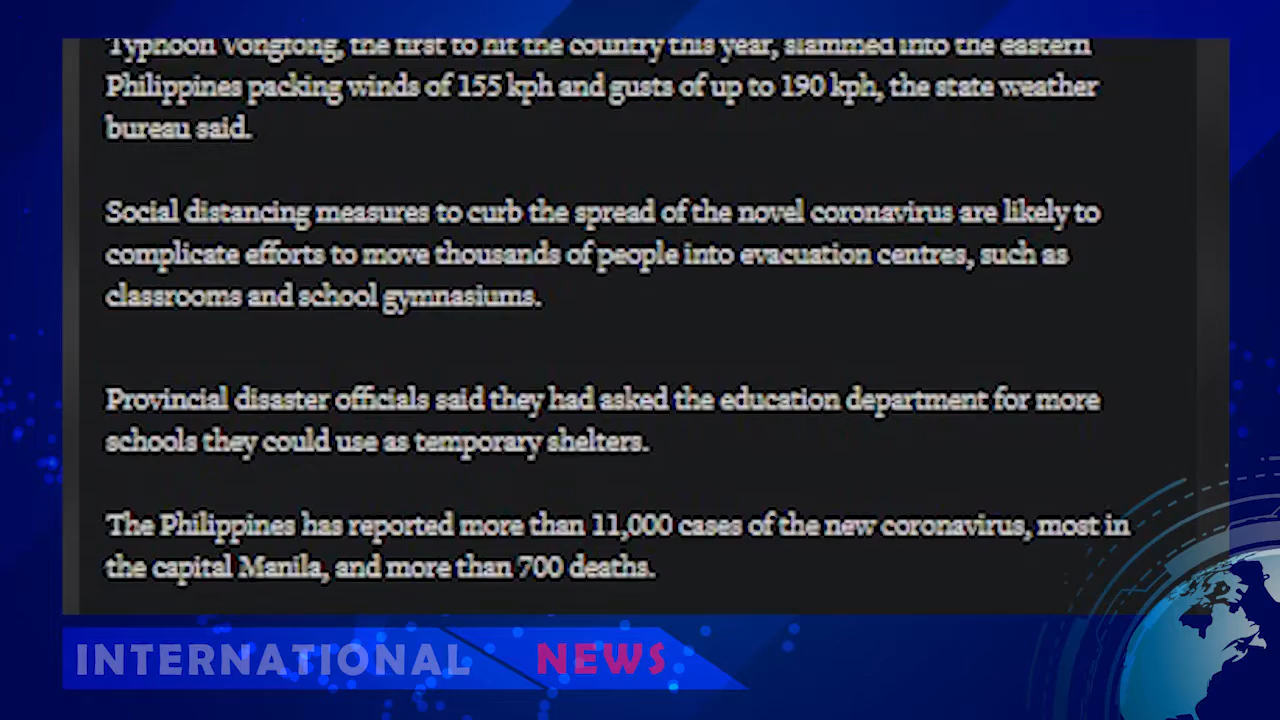 Typhoon Vongfong, the first to hit the country this year, slammed into the eastern
Philippines packing winds of 155 kph and gusts of up to 190 kph, the state weather
bureau said.
Social distancing measures to curb the spread of the novel coronavirus are likely to
complicate efforts to move thousands of people into evacuation centres, such as
classrooms and school gymnasiums.
Provincial disaster officials said they had asked the education department for more
schools they could use as temporary shelters.
The Philippines has reported more than 11,000 cases of the new coronavirus, most in
the capital Manila, and more than 700 deaths.
INTERNATIONAL NEWS